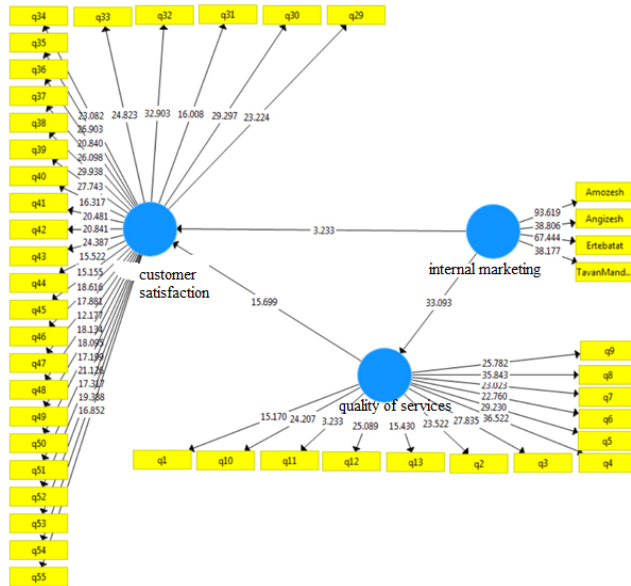 q34
q33
q32
q31
q30
q29
q35
q36
q37
q38
q39
q40
q41
q42
q43
q44
q45
q46
q47
q48
q49
q50
q51
q52
q53
q54
q55
23.082
24.823
32.903
16.008
29.297
23.224
26.903
20.840
26.098
29.938
27.743
16.317
20.481
20.841
24.387
15.522
15.155
18.616
17.881
12.177
18.134
18.095
17.199
21.126
17.317
19.388
16.852
customer
satisfaction
3.233
15.699
33.093
internal marketing
93.619
38.806
67.444
38.177
Amozesh
Angizesh
Ertebatat
TavanMand...
quality of services
25.782
35.843
23.023
22.760
29.230
36.522
q9
q8
q7
q6
q5
q4
15.170
24.207
3.233
25.089
15.430
23.522
27.835
q1
q10
q11
q12
q13
q2
q3